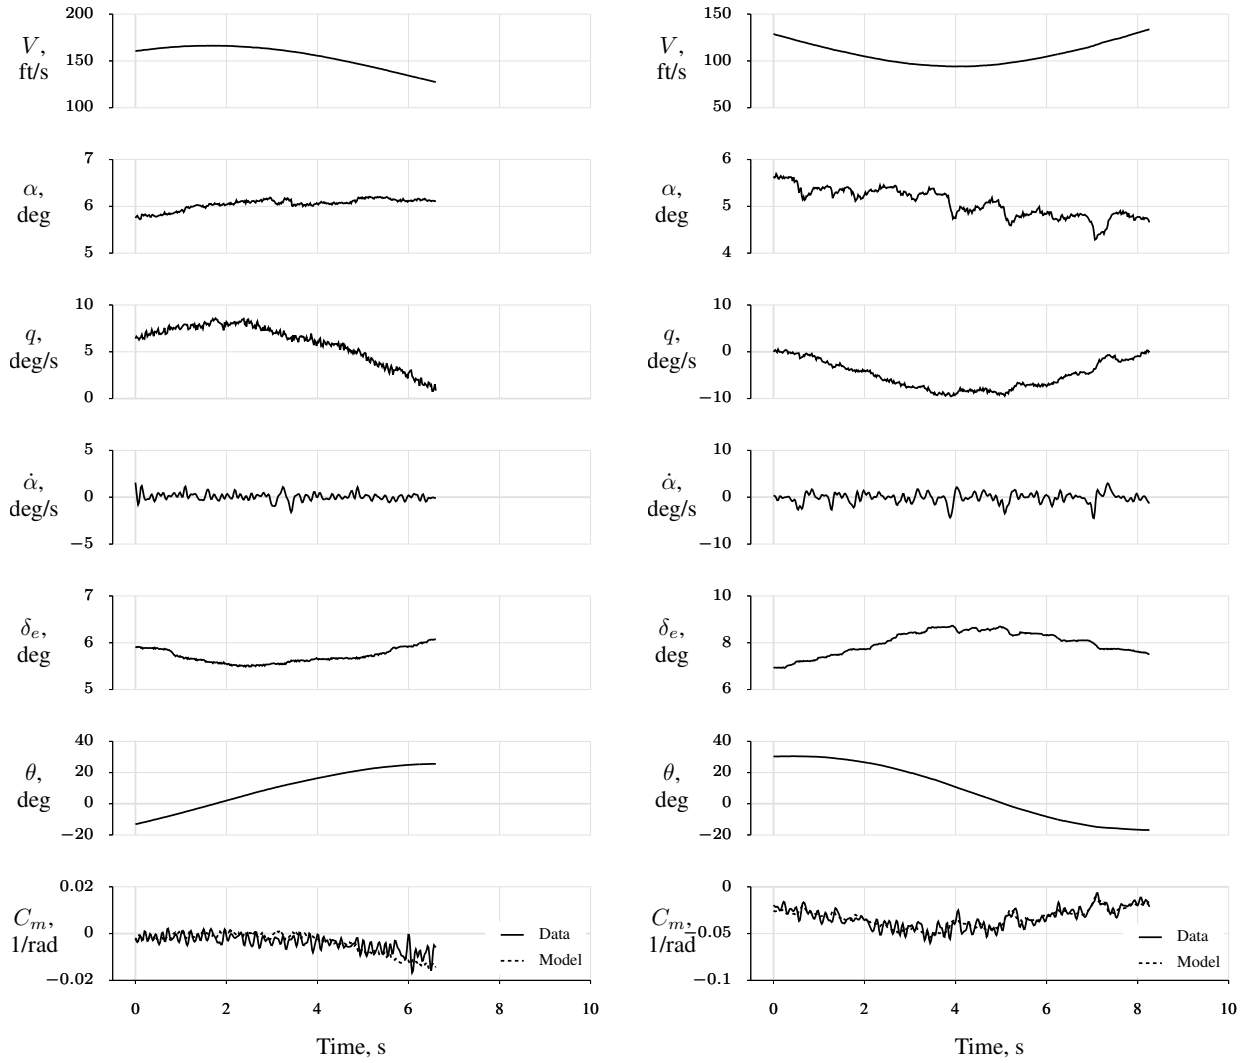 V,
ft/s
200
150
100
V,
ft/s
150
100
50
α,
deg
7
6
5
α,
deg
6
5
4
q,
deg/s
10
5
0
q,
deg/s
10
0
−10
α̇,
deg/s
5
0
−5
α̇,
deg/s
10
0
−10
δe,
deg
7
6
5
δe,
deg
10
8
6
θ,
deg
40
20
0
−20
θ,
deg
40
20
0
−20
Cm,
1/rad
0.02
0
−0.02
Data
Model
Cm,
1/rad
0
−0.05
−0.1
Data
Model
0 2 4 6 8 10
0 2 4 6 8 10
Time, s
Time, s